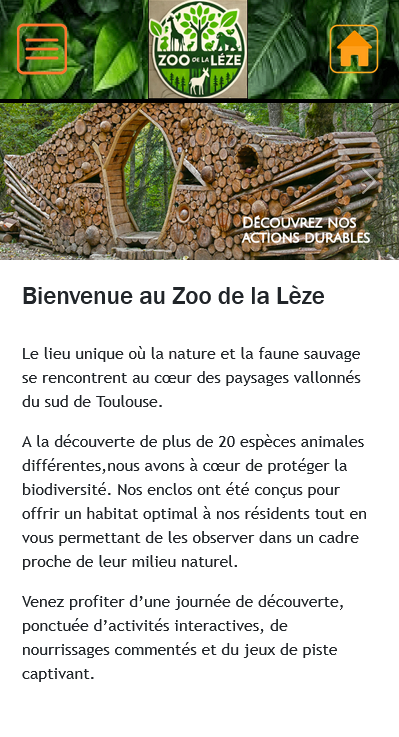 ZOO
DE LA LÉZE
DÉCOUVREZ NOS
ACTIONS DURABLES
Bienvenue au Zoo de la Lèze
Le lieu unique où la nature et la faune sauvage
se rencontrent au cœur des paysages vallonnés
du sud de Toulouse.
A la découverte de plus de 20 espèces animales
différentes,nous avons à cœur de protéger la
biodiversité. Nos enclos ont été conçus pour
offrir un habitat optimal à nos résidents tout en
vous permettant de les observer dans un cadre
proche de leur milieu naturel.
Venez profiter d’une journée de découverte,
ponctuée d’activités interactives, de
nourrissages commentés et du jeux de piste
captivant.